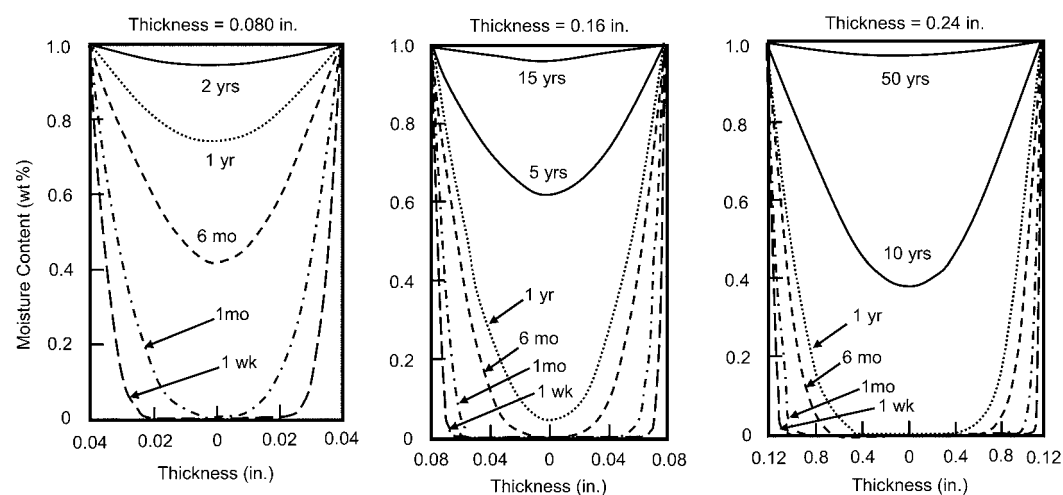 Thickness = 0.080 in.
1.0
0.8
0.6
0.4
0.2
0
Moisture Content (wt %)
2 yrs
1 yr
6 mo
1mo
1 wk
0.04 0.02 0 0.02 0.04
Thickness (in.)
Thickness = 0.16 in.
1.0
0.8
0.6
0.4
0.2
0
15 yrs
5 yrs
1 yr
6 mo
1mo
1 wk
0.08 0.04 0 0.04 0.08
Thickness (in.)
Thickness = 0.24 in.
1.0
0.8
0.6
0.4
0.2
0
50 yrs
10 yrs
1 yr
6 mo
1mo
1 wk
0.12 0.8 0 0.4 0.8 0.12
Thickness (in.)